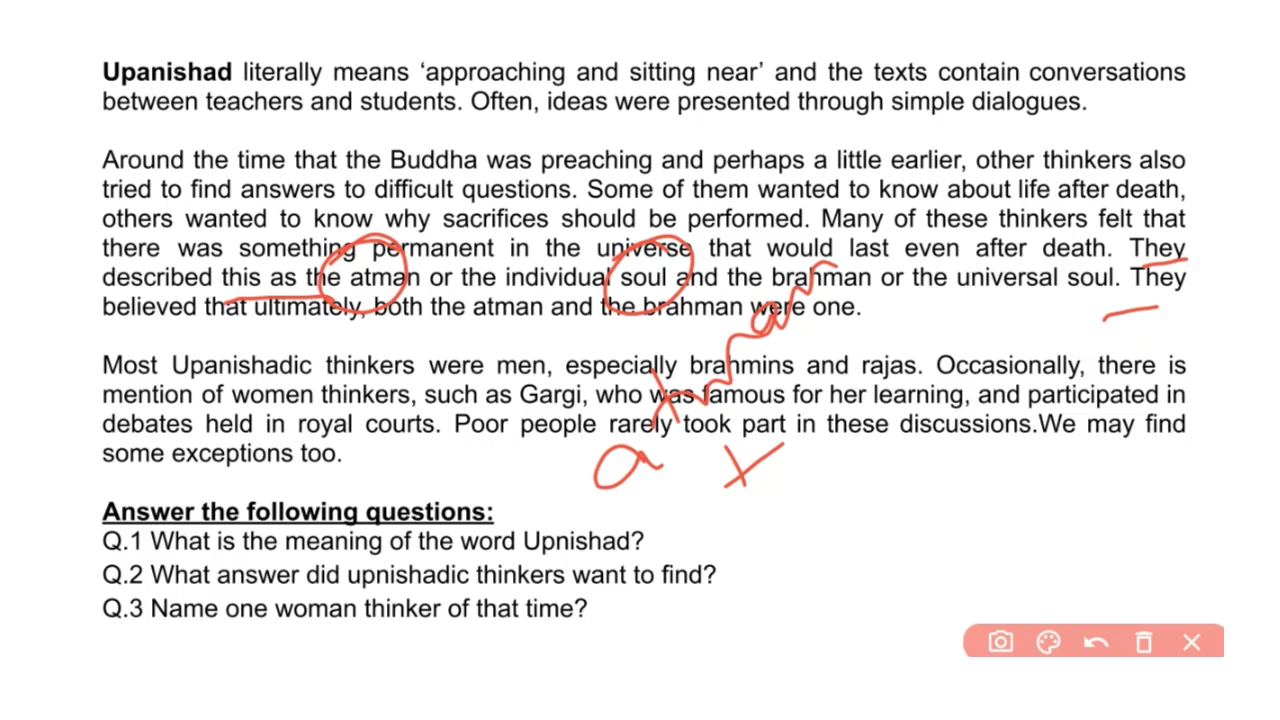 Upanishad literally means ‘approaching and sitting near’ and the texts contain conversations
between teachers and students. Often, ideas were presented through simple dialogues.
Around the time that the Buddha was preaching and perhaps a little earlier, other thinkers also
tried to find answers to difficult questions. Some of them wanted to know about life after death,
others wanted to know why sacrifices should be performed. Many of these thinkers felt that
there was something permanent in the universe that would last even after death. They
described this as the atman or the individual soul and the brahman or the universal soul. They
believed that ultimately, both the atman and the brahman were one.
Most Upanishadic thinkers were men, especially brahmins and rajas. Occasionally, there is
mention of women thinkers, such as Gargi, who was famous for her learning, and participated in
debates held in royal courts. Poor people rarely took part in these discussions.We may find
some exceptions too.
atman
Answer the following questions:
Q.1 What is the meaning of the word Upnishad?
Q.2 What answer did upnishadic thinkers want to find?
Q.3 Name one woman thinker of that time?